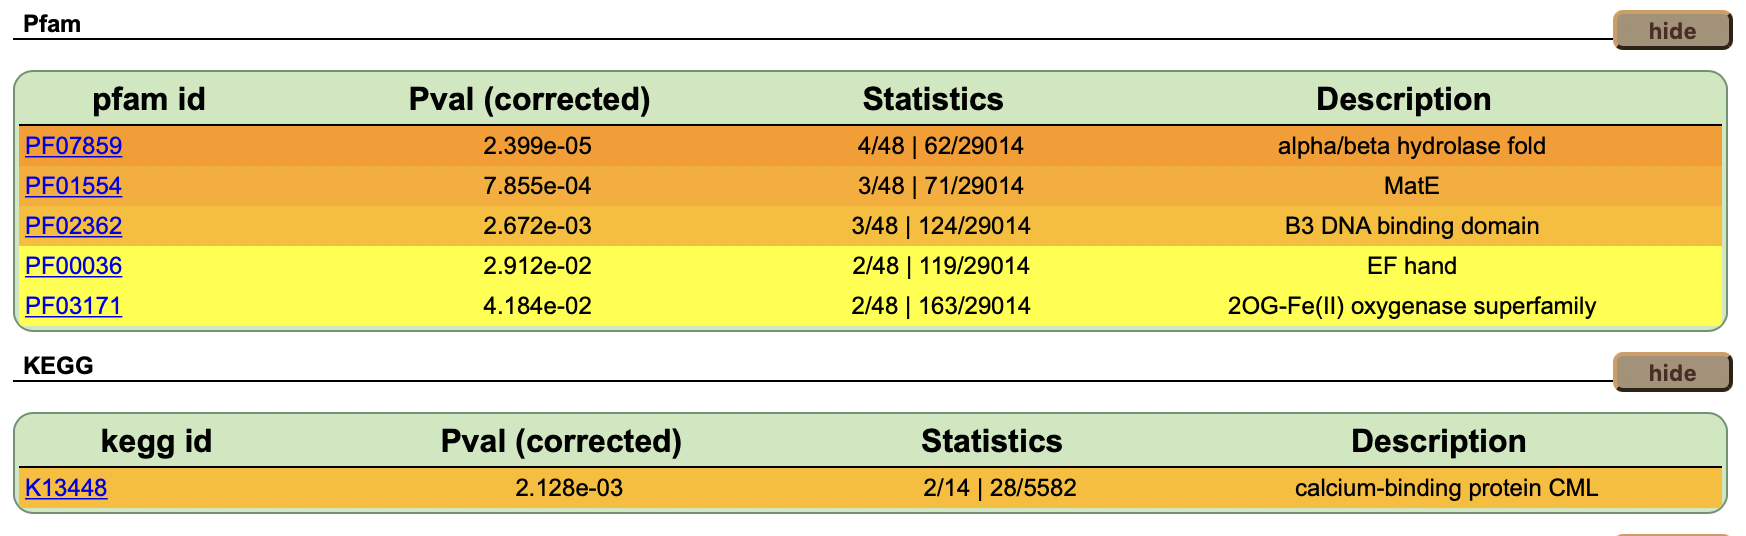 Pfam
hide
pfam id Pval (corrected) Statistics Description
PF07859 2.399e-05 4/48 | 62/29014 alpha/beta hydrolase fold
PF01554 7.855e-04 3/48 | 71/29014 MatE
PF02362 2.672e-03 3/48 | 124/29014 B3 DNA binding domain
PF00036 2.912e-02 2/48 | 119/29014 EF hand
PF03171 4.184e-02 2/48 | 163/29014 2OG-Fe(II) oxygenase superfamily
KEGG
hide
kegg id Pval (corrected) Statistics Description
K13448 2.128e-03 2/14 | 28/5582 calcium-binding protein CML